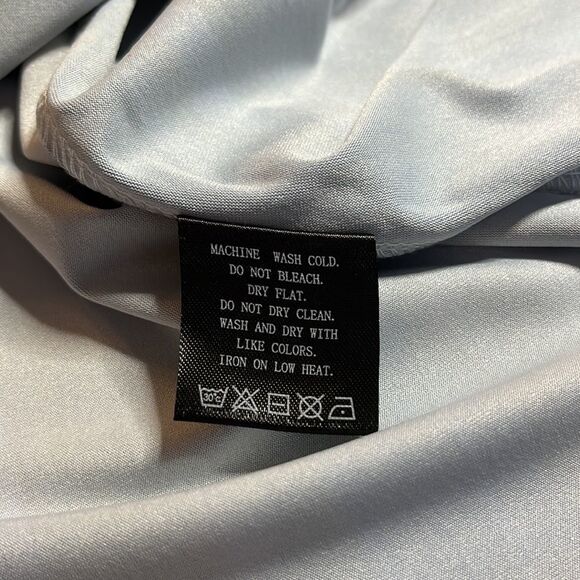 MACHINE WASH COLD.
DO NOT BLEACH.
DRY FLAT.
DO NOT DRY CLEAN.
WASH AND DRY WITH
LIKE COLORS.
IRON ON LOW HEAT.
30°C